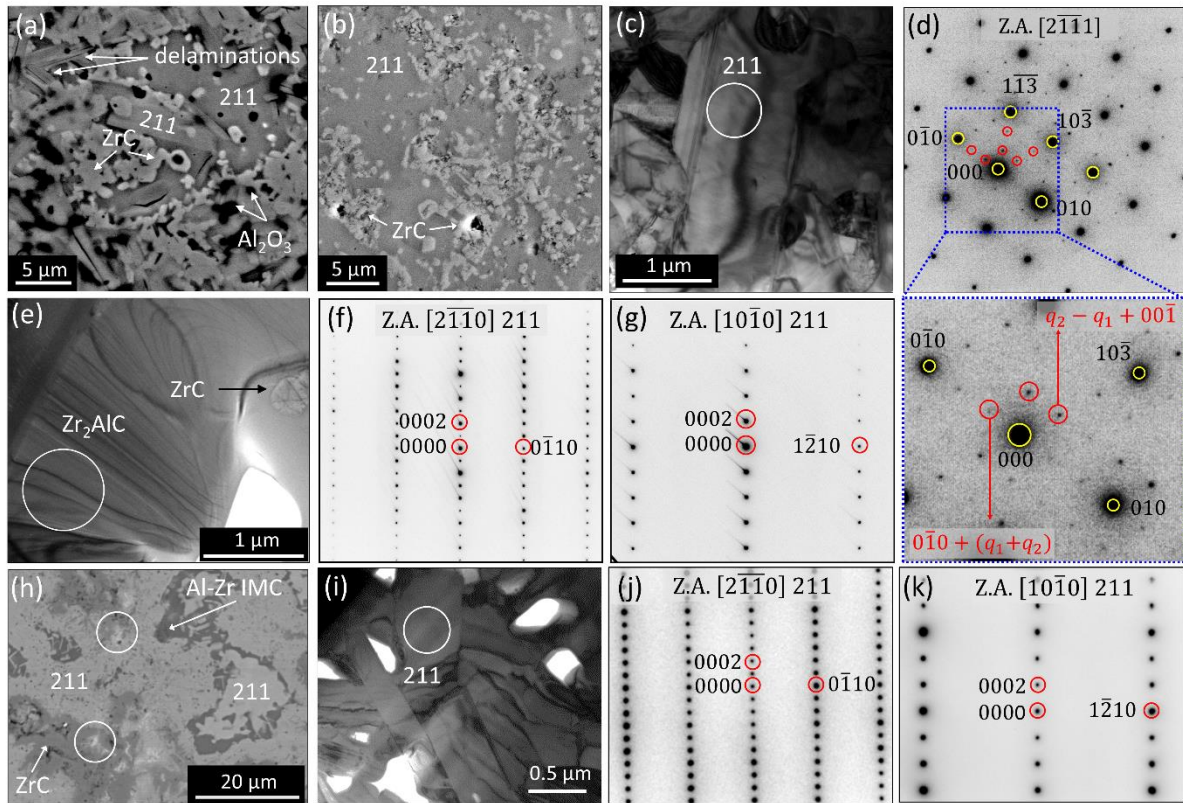 (a)
delaminations
211
211
ZrC
Al₂O₃
5 µm
(b)
211
ZrC
5 µm
(c)
211
1 µm
(d)
Z.A. [21̅1̅1]
11̅3̅
01̅0
103̅
000
010
(e)
ZrC
Zr₂AlC
1 µm
(f)
Z.A. [21̅1̅0] 211
0002
0000
01̅10
(g)
Z.A. [101̅0] 211
0002
0000
12̅10
q₂ − q₁ + 001̅
01̅0
103̅
000
010
01̅0 + (q₁+q₂)
(h)
Al-Zr IMC
211
211
ZrC
20 µm
(i)
211
0.5 µm
(j)
Z.A. [21̅1̅0] 211
0002
0000
01̅10
(k)
Z.A. [101̅0] 211
0002
0000
12̅10